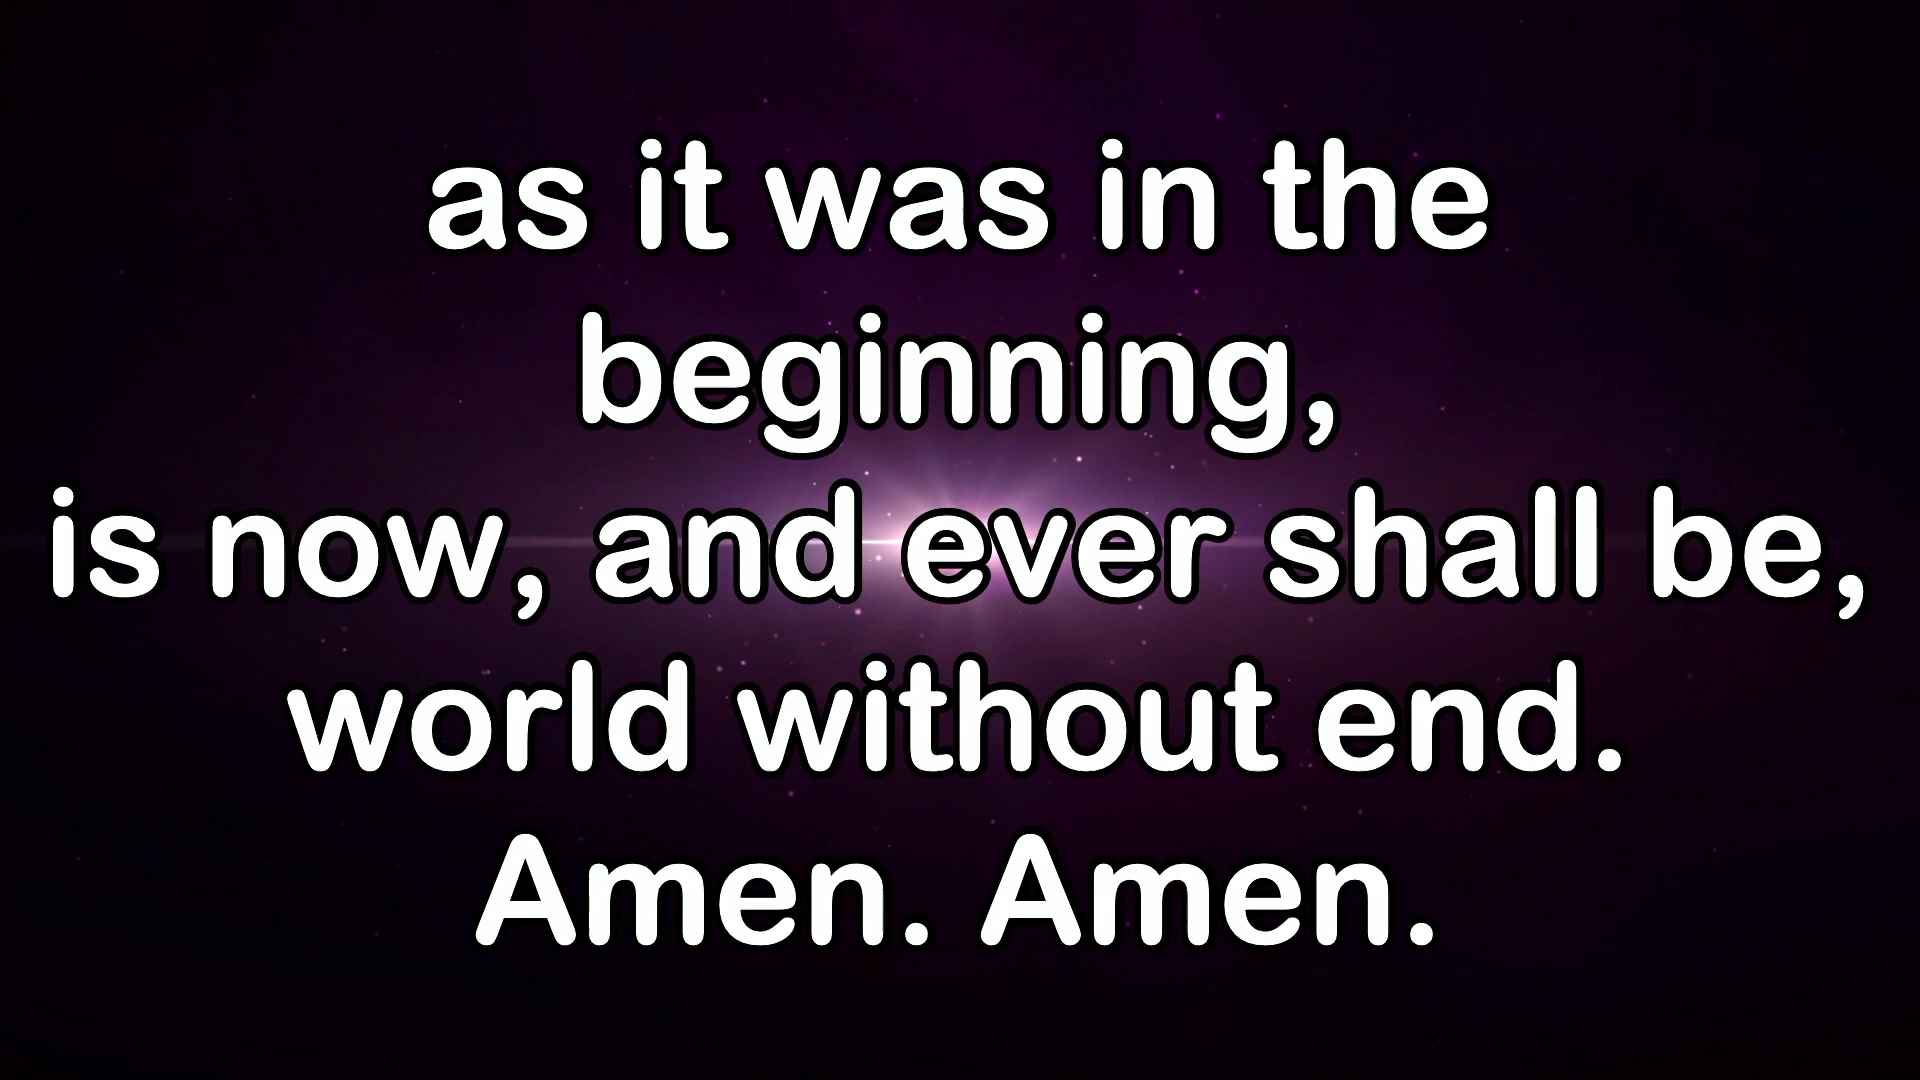 as it was in the
beginning,
is now, and ever shall be,
world without end.
Amen. Amen.